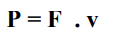 P = F . v